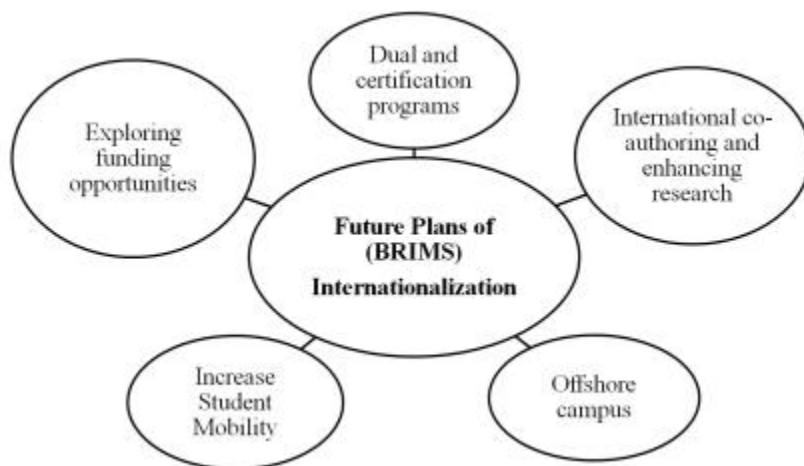 Dual and
certification
programs
Exploring
funding
opportunities
International co-
authoring and
enhancing
research
Future Plans of
(BRIMS)
Internationalization
Increase
Student
Mobility
Offshore
campus